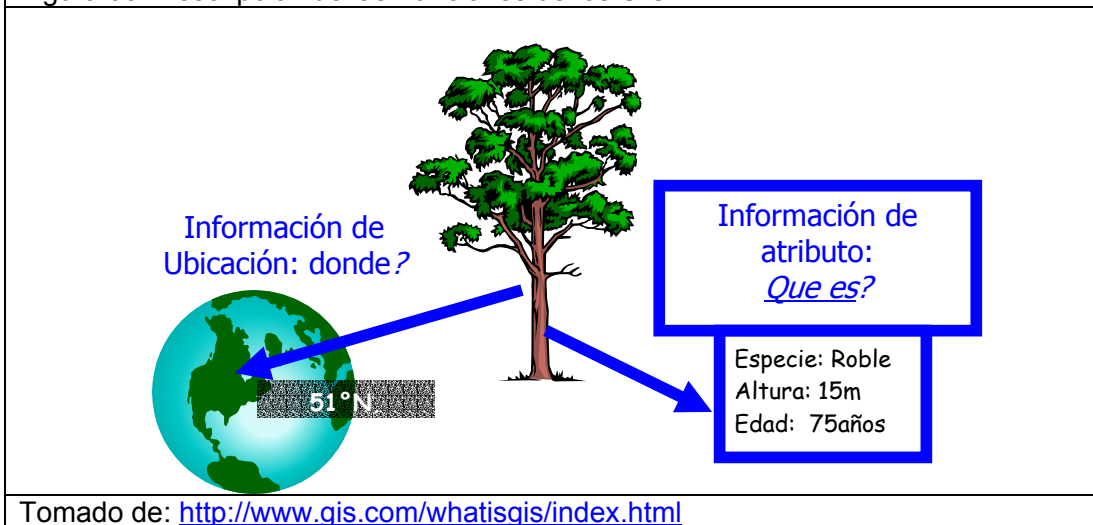 Información de
Ubicación: donde?
51°N
Información de
atributo:
Que es?
Especie: Roble
Altura: 15m
Edad: 75años
Tomado de: http://www.gis.com/whatisgis/index.html